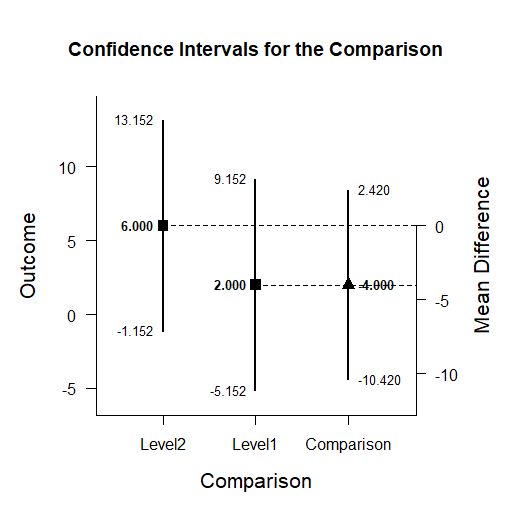 Confidence Intervals for the Comparison
13.152
9.152
2.420
6.000
2.000
-4.000
-1.152
-5.152
-10.420
10
5
0
-5
Outcome
0
-5
-10
Mean Difference
Level2
Level1
Comparison
Comparison